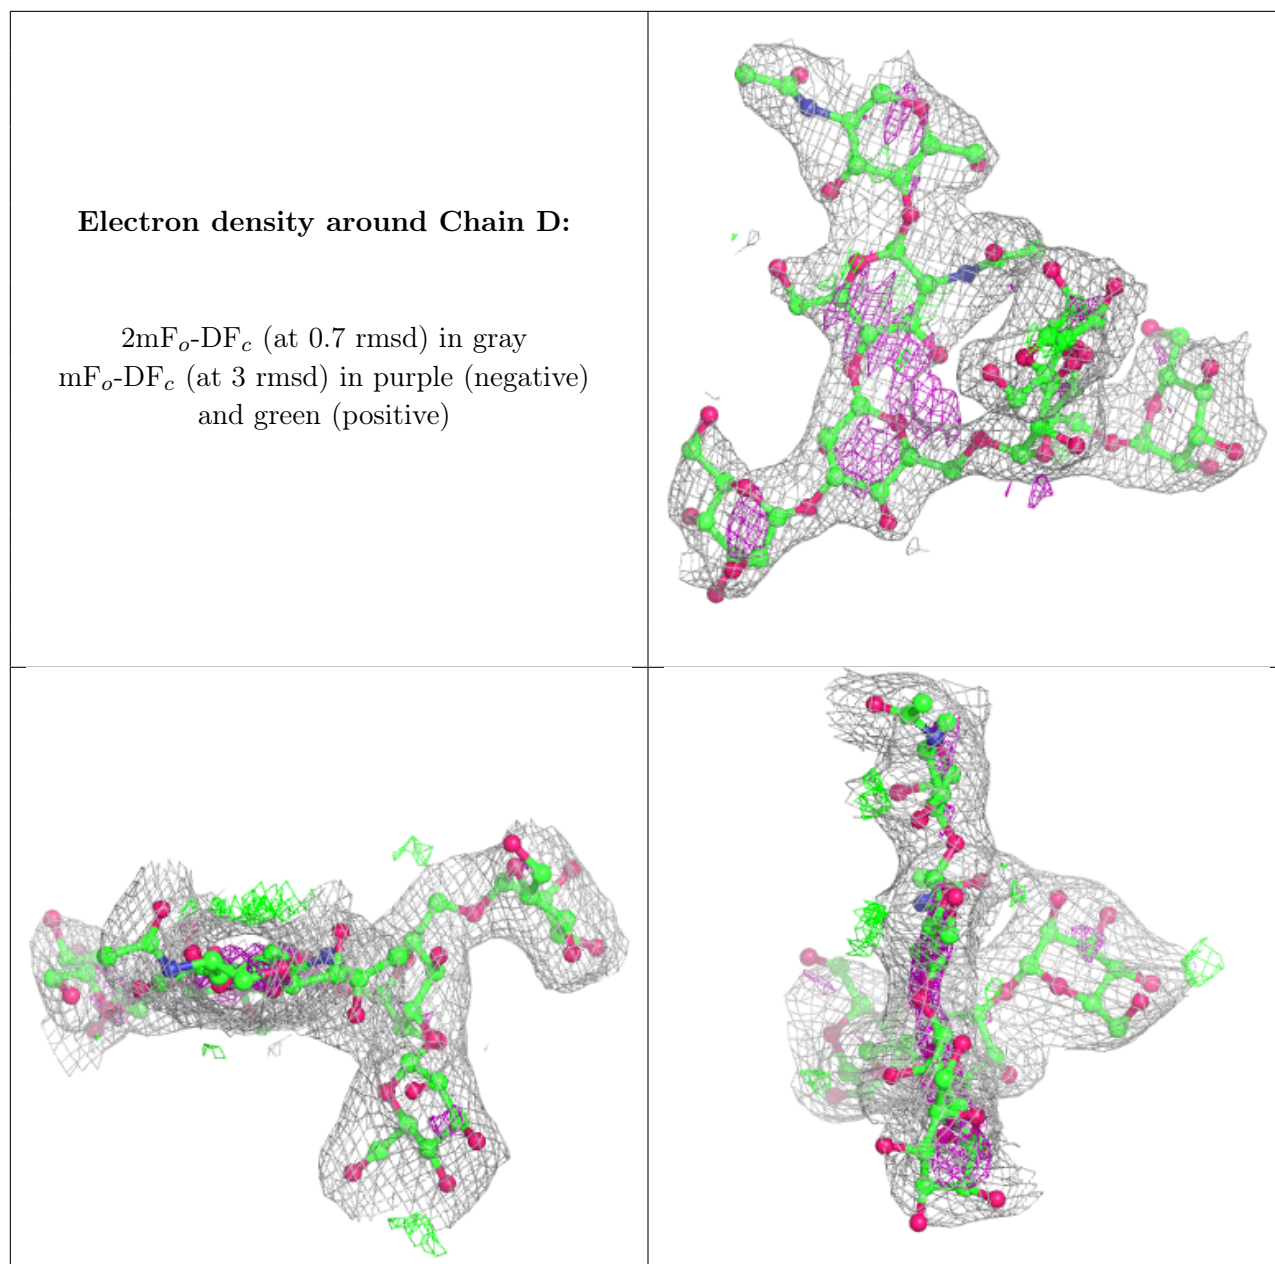 Electron density around Chain D:
2mFₒ-DF𝒸 (at 0.7 rmsd) in gray
mFₒ-DF𝒸 (at 3 rmsd) in purple (negative)
and green (positive)